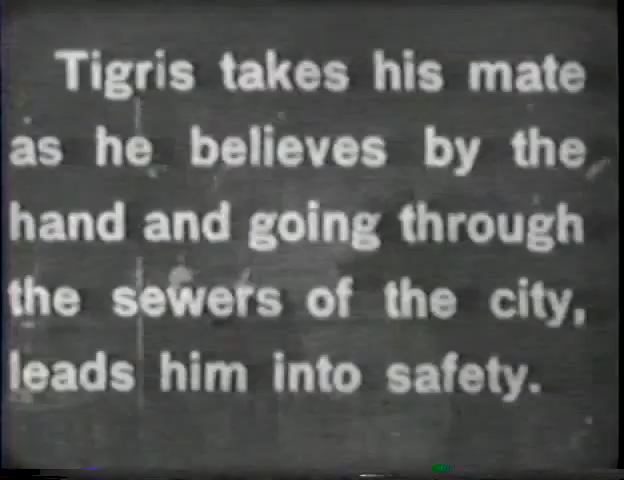 Tigris takes his mate
as he believes by the
hand and going through
the sewers of the city,
leads him into safety.